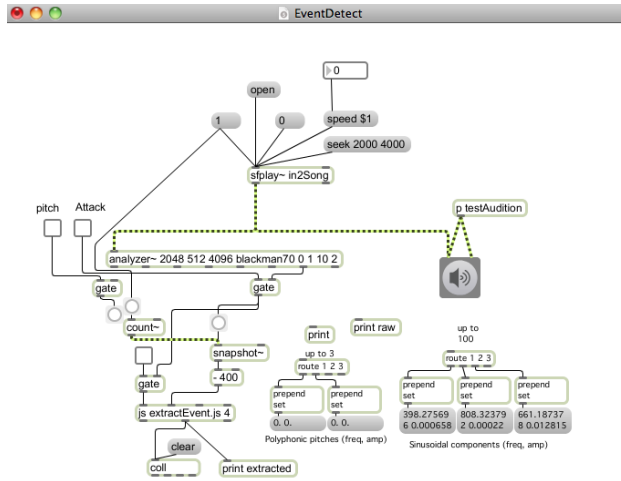 EventDetect
0
open
1
0
speed $1
seek 2000 4000
sfplay~ in2Song
pitch
Attack
p testAudition
analyzer~ 2048 512 4096 blackman70 0 1 10 2
gate
gate
count~
print
print raw
up to
100
snapshot~
up to 3
route 1 2 3
route 1 2 3
gate
- 400
prepend
set
prepend
set
prepend
set
prepend
set
prepend
set
js extractEvent.js 4
0. 0.
0. 0.
398.27569
6 0.000658
808.32379
2 0.00022
661.18737
8 0.012815
Polyphonic pitches (freq, amp)
Sinusoidal components (freq, amp)
clear
coll
print extracted